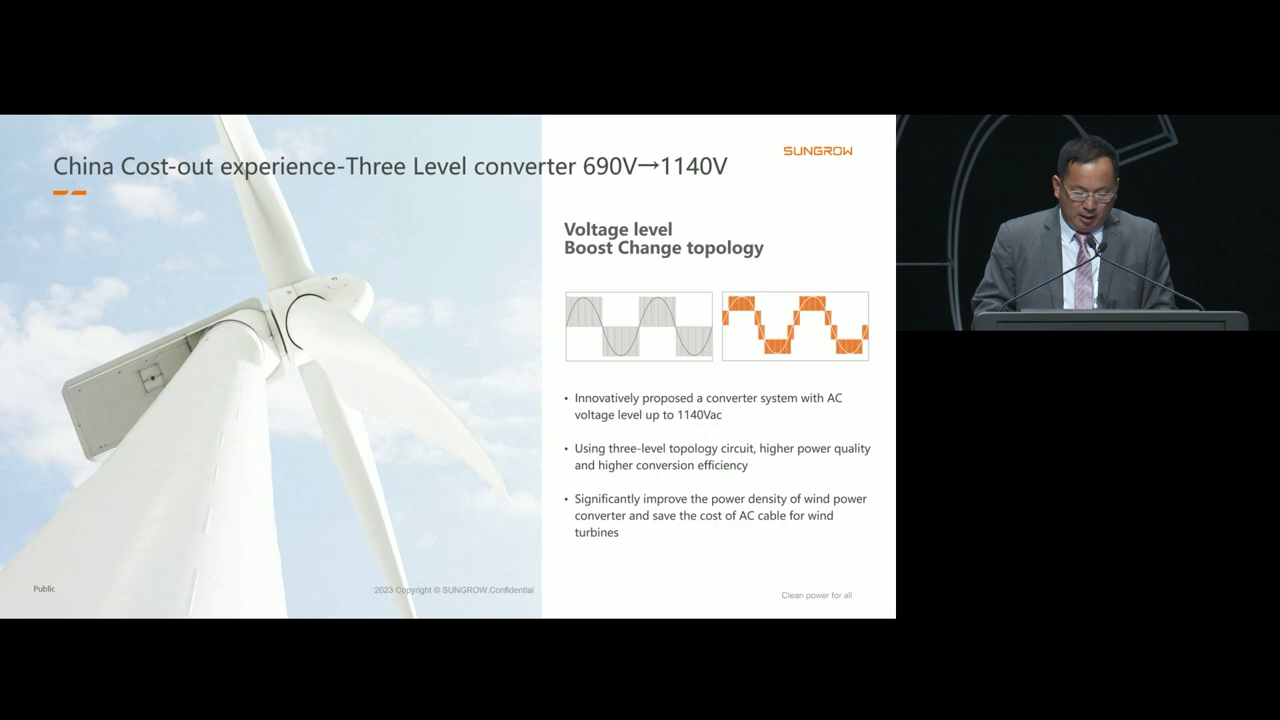 China Cost-out experience-Three Level converter 690V→1140V
SUNGROW
Voltage level
Boost Change topology
• Innovatively proposed a converter system with AC
voltage level up to 1140Vac
• Using three-level topology circuit, higher power quality
and higher conversion efficiency
• Significantly improve the power density of wind power
converter and save the cost of AC cable for wind
turbines
Public
2023 Copyright © SUNGROW.Confidential
Clean power for all